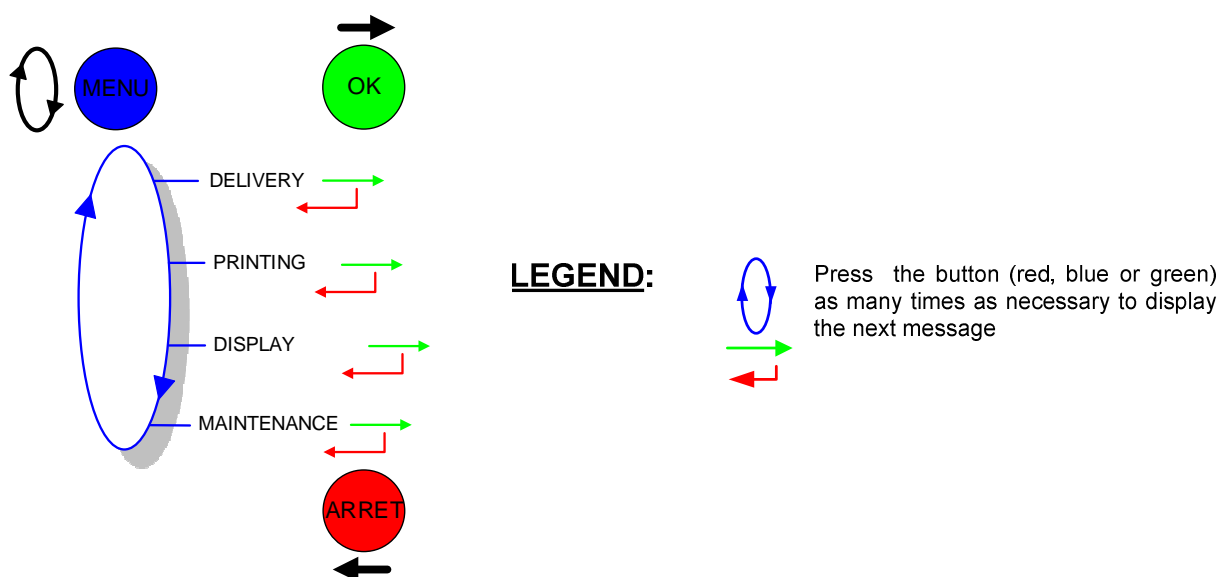 MENU
OK
DELIVERY
PRINTING
DISPLAY
MAINTENANCE
ARRET
LEGEND:
Press the button (red, blue or green)
as many times as necessary to display
the next message